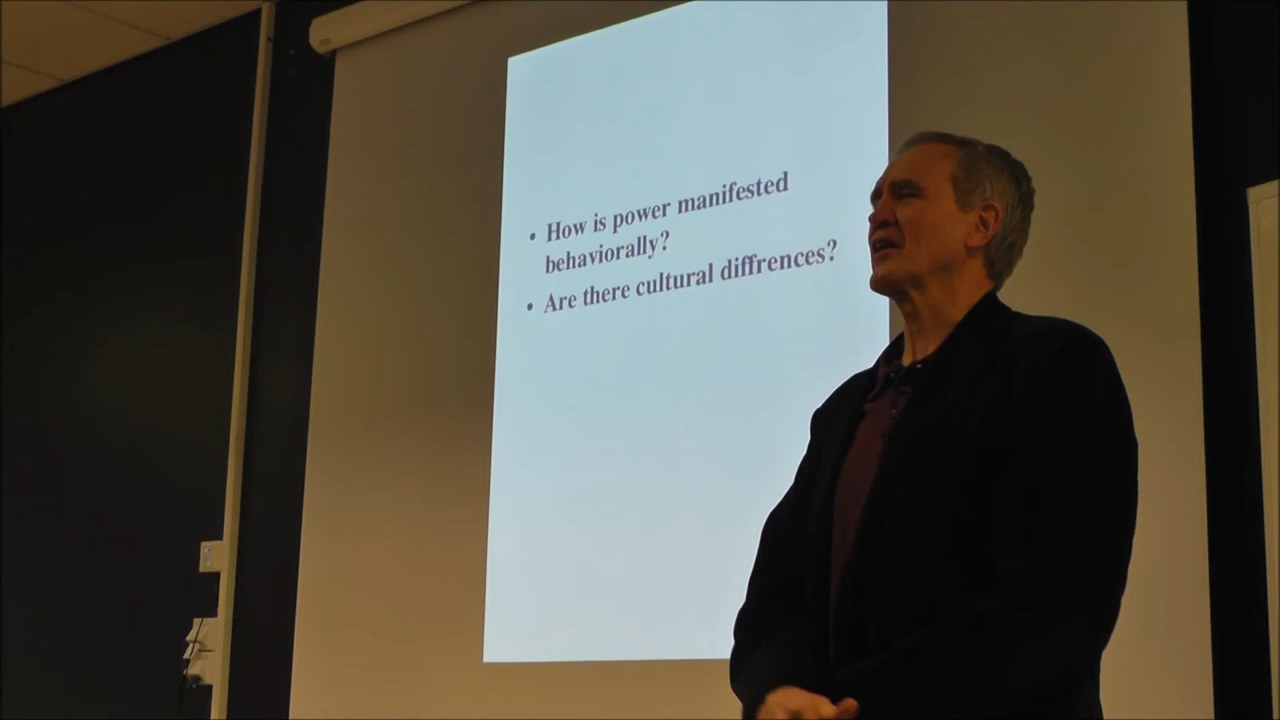 • How is power manifested
behaviorally?
• Are there cultural diffrences?